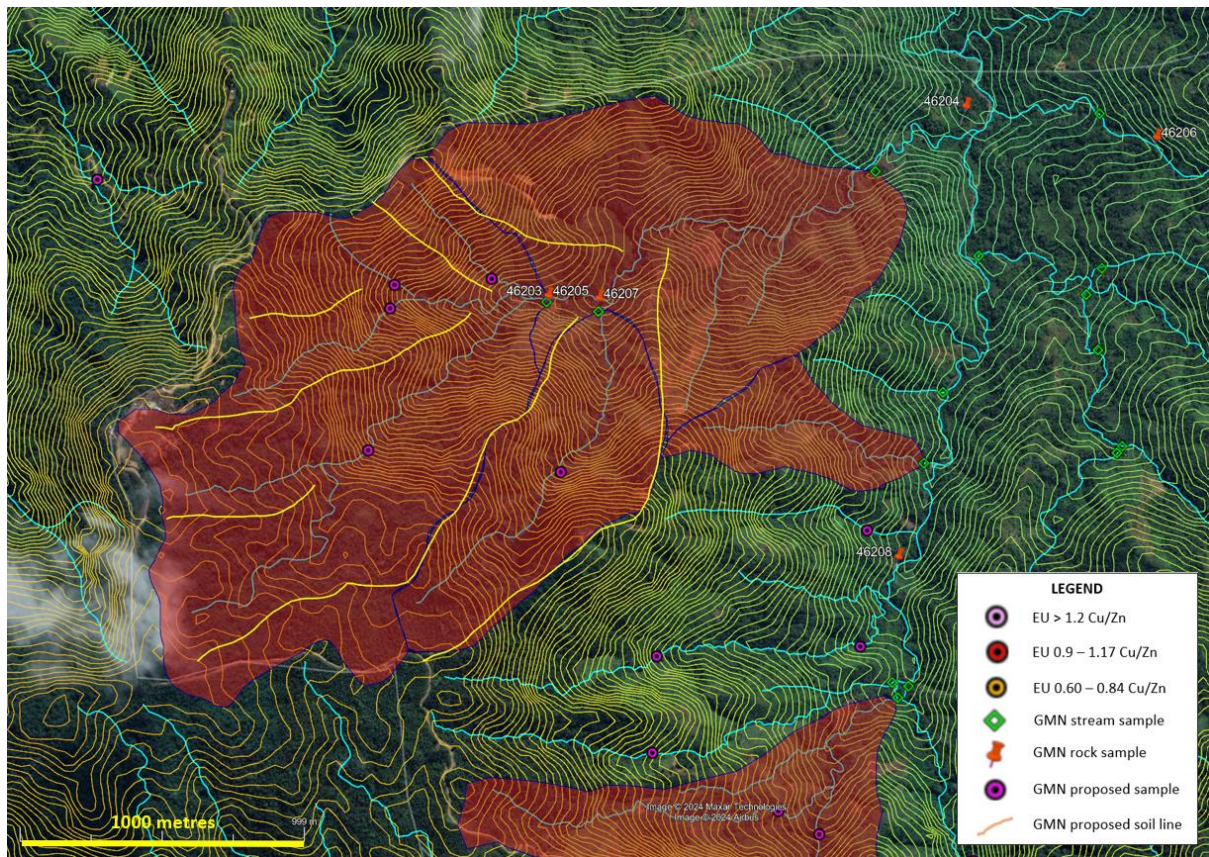 46204
46206
46203 46205 46207
46208
LEGEND
EU > 1.2 Cu/Zn
EU 0.9 – 1.17 Cu/Zn
EU 0.60 – 0.84 Cu/Zn
GMN stream sample
GMN rock sample
GMN proposed sample
GMN proposed soil line
Image © 2024 Maxar Technologies
Image © 2024 Airbus
1000 metres
999 m